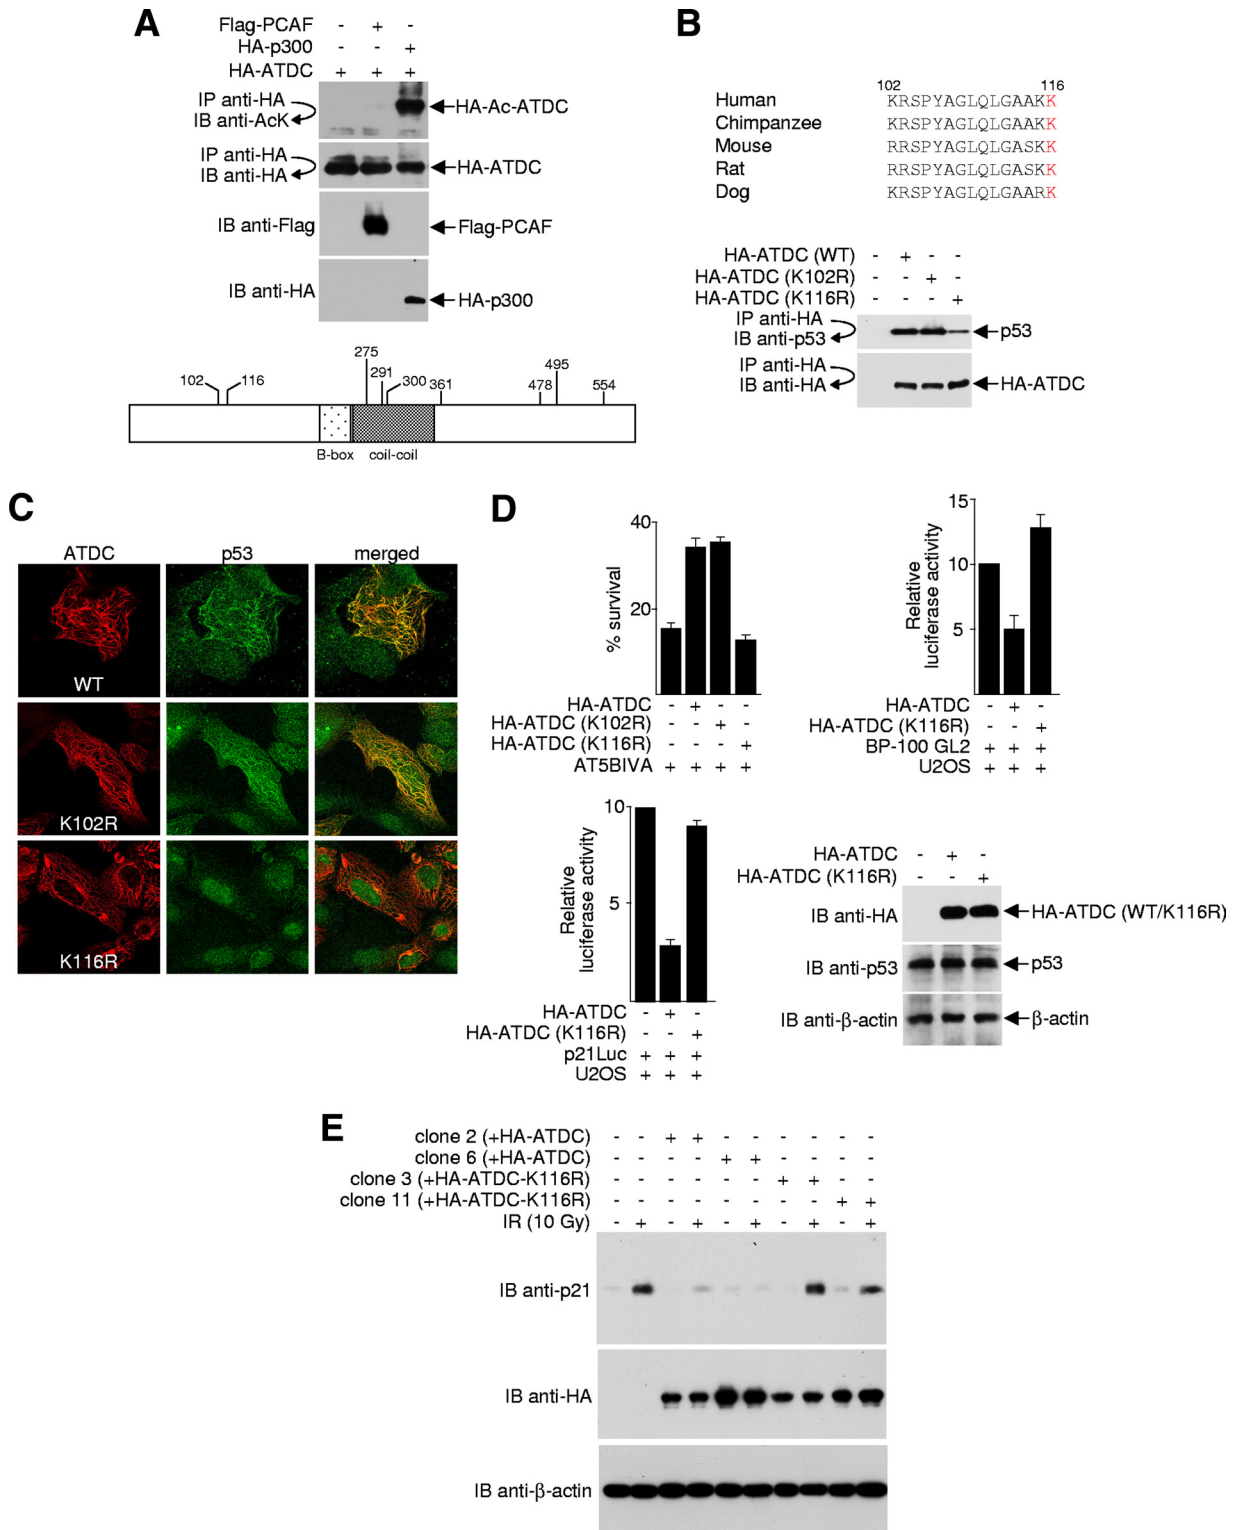 A
Flag-PCAF - + -
HA-p300 - - +
HA-ATDC + + +
IP anti-HA
IB anti-AcK
HA-Ac-ATDC
IP anti-HA
IB anti-HA
HA-ATDC
IB anti-Flag
Flag-PCAF
IB anti-HA
HA-p300
102 116 275 291 300 361 478 495 554
B-box coil-coil
B
102 116
Human KRSPYAGLQLGAAKK
Chimpanzee KRSPYAGLQLGAAKK
Mouse RRSPYAGLQLGASKK
Rat RRSPYAGLQLGASKK
Dog KRSPYAGLQLGAARK
HA-ATDC (WT) - + - -
HA-ATDC (K102R) - - + -
HA-ATDC (K116R) - - - +
IP anti-HA
IB anti-p53
p53
IP anti-HA
IB anti-HA
HA-ATDC
C
ATDC p53 merged
WT
K102R
K116R
D
40
20
% survival
HA-ATDC - + - -
HA-ATDC (K102R) - - + -
HA-ATDC (K116R) - - - +
AT5BIVA + + + +
15
10
5
Relative
luciferase activity
HA-ATDC - + -
HA-ATDC (K116R) - - +
BP-100 GL2 + + +
U2OS + + +
10
5
Relative
luciferase activity
HA-ATDC - + -
HA-ATDC (K116R) - - +
p21Luc + + +
U2OS + + +
HA-ATDC - + -
HA-ATDC (K116R) - - +
IB anti-HA
HA-ATDC (WT/K116R)
IB anti-p53
p53
IB anti-β-actin
β-actin
E
clone 2 (+HA-ATDC) - - + + - - - - - -
clone 6 (+HA-ATDC) - - - - + + - - - -
clone 3 (+HA-ATDC-K116R) - - - - - - + + - -
clone 11 (+HA-ATDC-K116R) - - - - - - - - + +
IR (10 Gy) - + - + - + - + - +
IB anti-p21
IB anti-HA
IB anti-β-actin